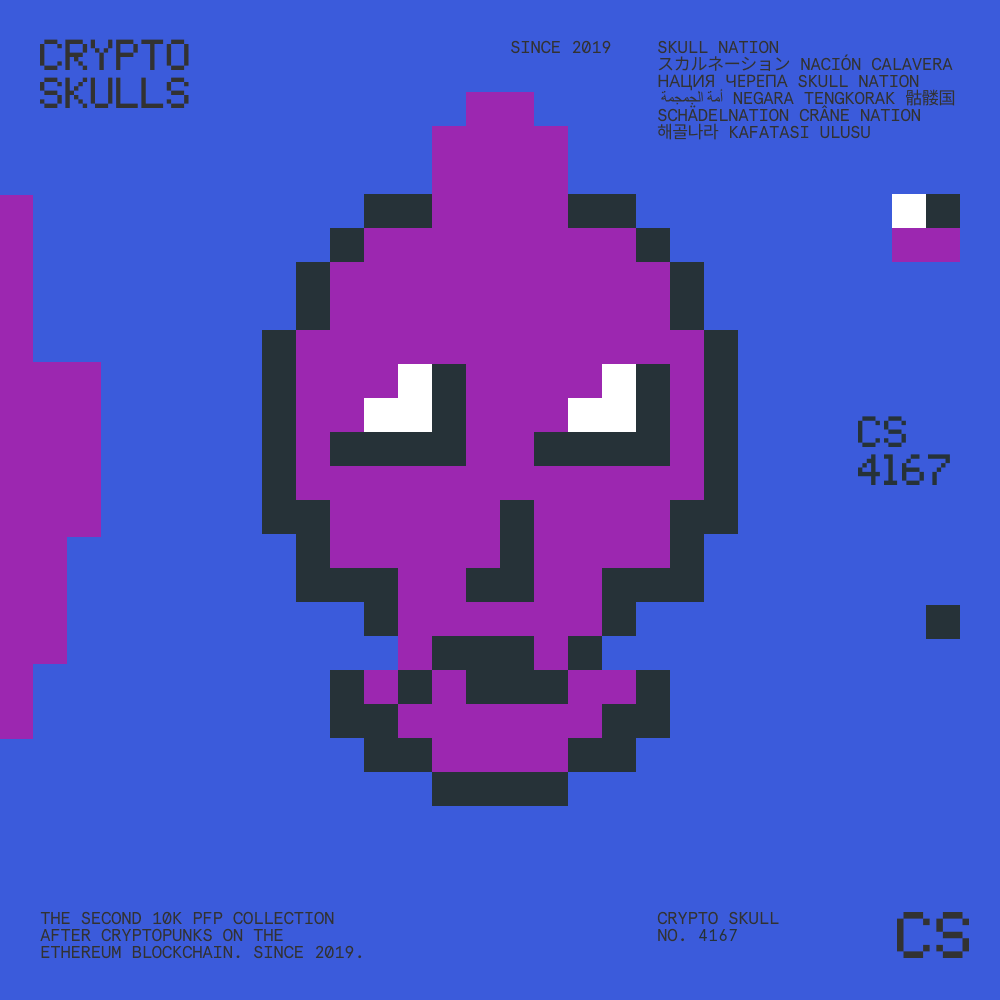 CRYPTO
SKULLS
SINCE 2019
SKULL NATION
スカルネーション NACIÓN CALAVERA
НАЦИЯ ЧЕРЕПА SKULL NATION
أمة الجمجمة NEGARA TENGKORAK 骷髅国
SCHÄDELNATION CRÂNE NATION
해골나라 KAFATASI ULUSU
CS
4167
THE SECOND 10K PFP COLLECTION
AFTER CRYPTOPUNKS ON THE
ETHEREUM BLOCKCHAIN. SINCE 2019.
CRYPTO SKULL
NO. 4167
CS